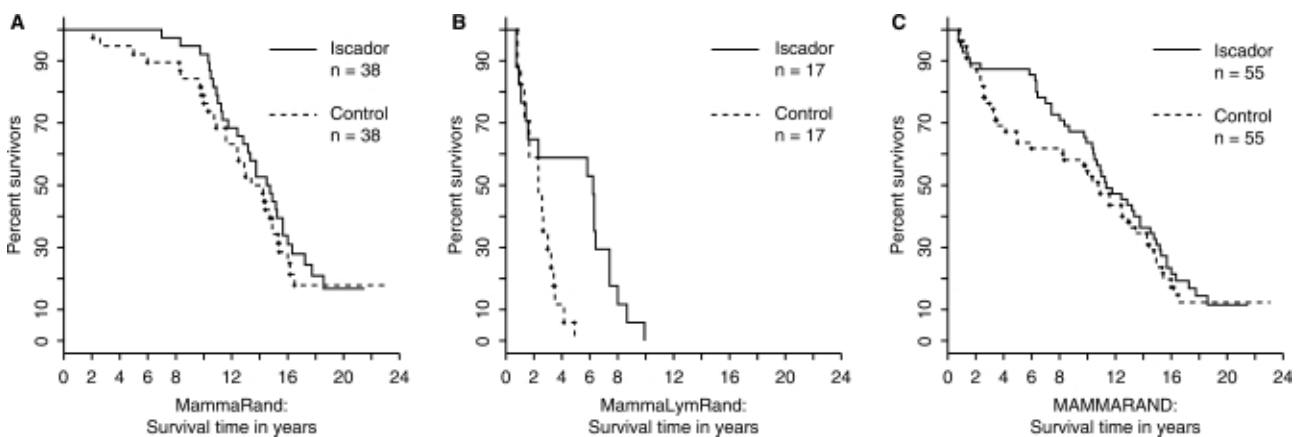 A
Iscador
n = 38
Control
n = 38
Percent survivors
90
70
50
30
10
0
0 2 4 6 8 12 16 20 24
MammaRand:
Survival time in years
B
Iscador
n = 17
Control
n = 17
Percent survivors
90
70
50
30
10
0
0 2 4 6 8 12 16 20 24
MammaLymRand:
Survival time in years
C
Iscador
n = 55
Control
n = 55
Percent survivors
90
70
50
30
10
0
0 2 4 6 8 12 16 20 24
MAMMARAND:
Survival time in years